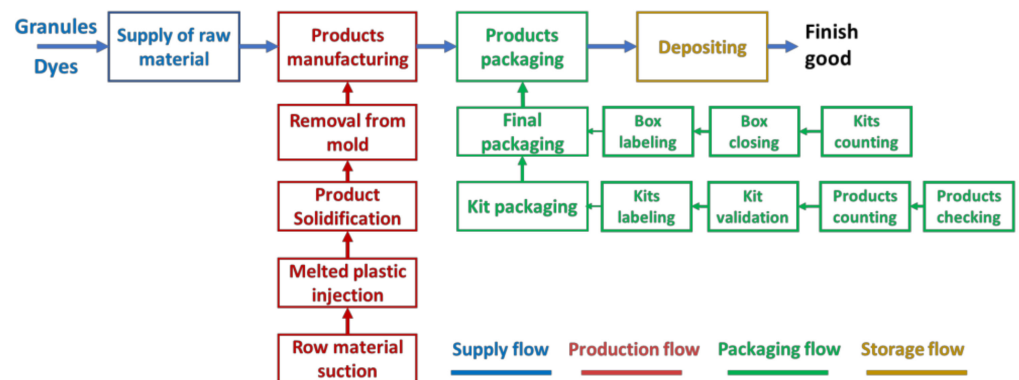 Granules
Dyes
Supply of raw
material
Products
manufacturing
Products
packaging
Depositing
Finish
good
Removal from
mold
Final
packaging
Box
labeling
Box
closing
Kits
counting
Product
Solidification
Kit packaging
Kits
labeling
Kit
validation
Products
counting
Products
checking
Melted plastic
injection
Row material
suction
Supply flow
Production flow
Packaging flow
Storage flow